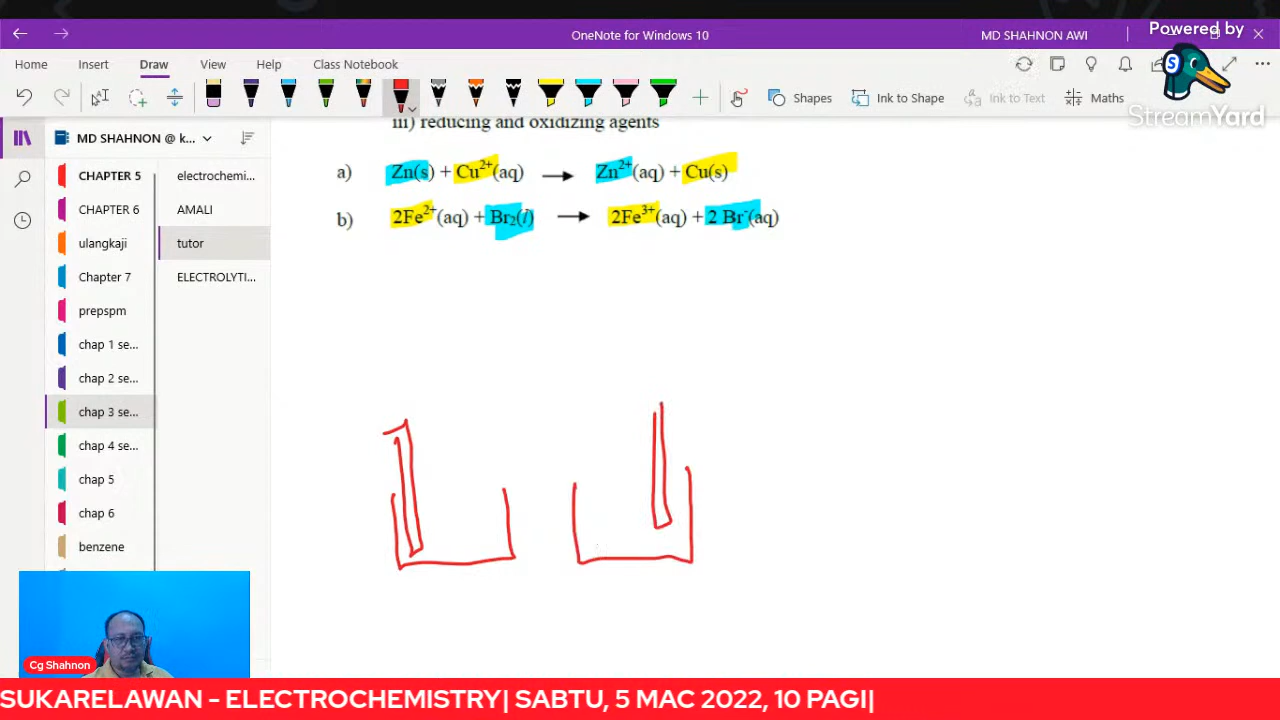 OneNote for Windows 10
MD SHAHNON AWI
Powered by
StreamYard
Home Insert Draw View Help Class Notebook
Shapes Ink to Shape Ink to Text Maths
MD SHAHNON @ k...
CHAPTER 5
CHAPTER 6
ulangkaji
Chapter 7
prepspm
chap 1 se...
chap 2 se...
chap 3 se...
chap 4 se...
chap 5
chap 6
benzene
electrochemi...
AMALI
tutor
ELECTROLYTI...
iii) reducing and oxidizing agents
a) Zn(s) + Cu²⁺(aq) → Zn²⁺(aq) + Cu(s)
b) 2Fe²⁺(aq) + Br₂(l) → 2Fe³⁺(aq) + 2 Br⁻(aq)
Cg Shahnon
SUKARELAWAN – ELECTROCHEMISTRY| SABTU, 5 MAC 2022, 10 PAGI|